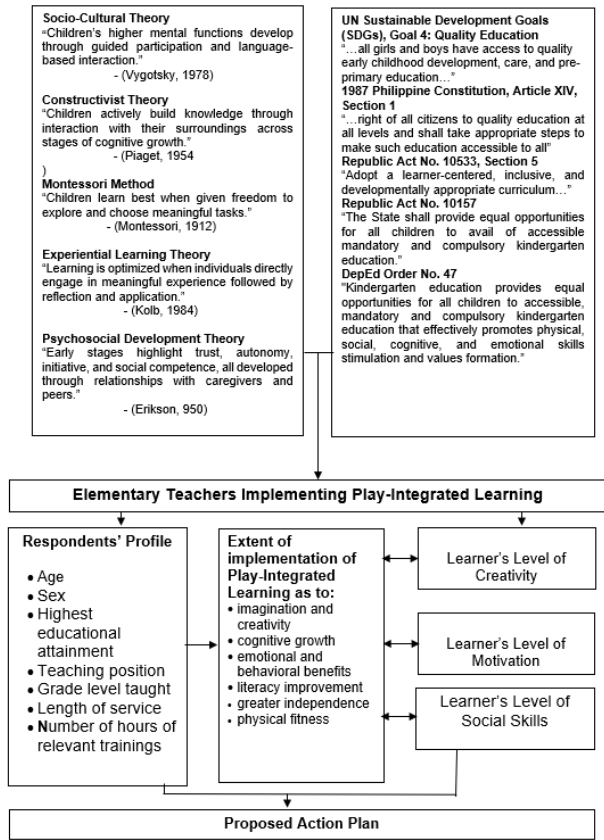 Socio-Cultural Theory
“Children’s higher mental functions develop
through guided participation and language-
based interaction.”
- (Vygotsky, 1978)
Constructivist Theory
“Children actively build knowledge through
interaction with their surroundings across
stages of cognitive growth.”
- (Piaget, 1954
)
Montessori Method
“Children learn best when given freedom to
explore and choose meaningful tasks.”
- (Montessori, 1912)
Experiential Learning Theory
“Learning is optimized when individuals directly
engage in meaningful experience followed by
reflection and application.”
- (Kolb, 1984)
Psychosocial Development Theory
“Early stages highlight trust, autonomy,
initiative, and social competence, all developed
through relationships with caregivers and
peers.”
- (Erikson, 950)
UN Sustainable Development Goals
(SDGs), Goal 4: Quality Education
“…all girls and boys have access to quality
early childhood development, care, and pre-
primary education…”
1987 Philippine Constitution, Article XIV,
Section 1
“…right of all citizens to quality education at
all levels and shall take appropriate steps to
make such education accessible to all”
Republic Act No. 10533, Section 5
“Adopt a learner-centered, inclusive, and
developmentally appropriate curriculum…”
Republic Act No. 10157
“The State shall provide equal opportunities
for all children to avail of accessible
mandatory and compulsory kindergarten
education.”
DepEd Order No. 47
“Kindergarten education provides equal
opportunities for all children to accessible,
mandatory and compulsory kindergarten
education that effectively promotes physical,
social, cognitive, and emotional skills
stimulation and values formation.”
Elementary Teachers Implementing Play-Integrated Learning
Respondents’ Profile
• Age
• Sex
• Highest
educational
attainment
• Teaching position
• Grade level taught
• Length of service
• Number of hours of
relevant trainings
Extent of
implementation of
Play-Integrated
Learning as to:
• imagination and
creativity
• cognitive growth
• emotional and
behavioral benefits
• literacy improvement
• greater independence
• physical fitness
Learner’s Level of
Creativity
Learner’s Level of
Motivation
Learner’s Level of
Social Skills
Proposed Action Plan